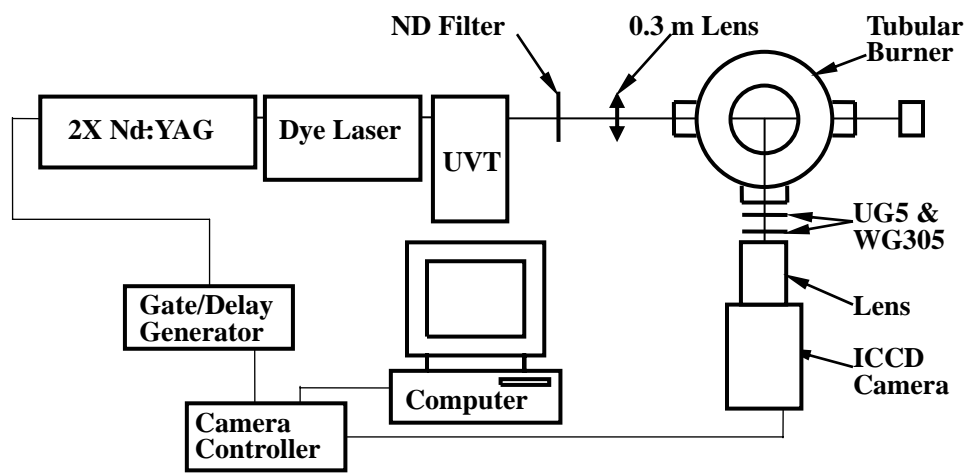 ND Filter
0.3 m Lens
Tubular
Burner
2X Nd:YAG
Dye Laser
UVT
UG5 &
WG305
Gate/Delay
Generator
Lens
ICCD
Camera
Computer
Camera
Controller